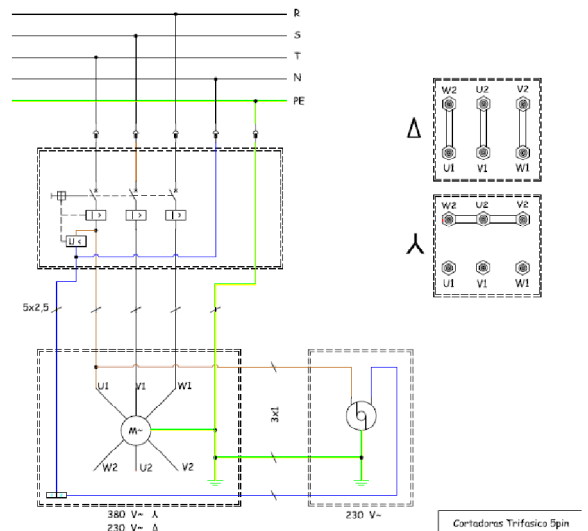 R
S
T
N
PE
W2 U2 V2
Δ
U1 V1 W1
W2 U2 V2
U1 V1 W1
I> I> I>
U<
5x2,5
U1 V1 W1
M~
W2 U2 V2
3x1
380 V~ ⅄
230 V~ Δ
230 V~
Cortadoras Trifasico 5pin